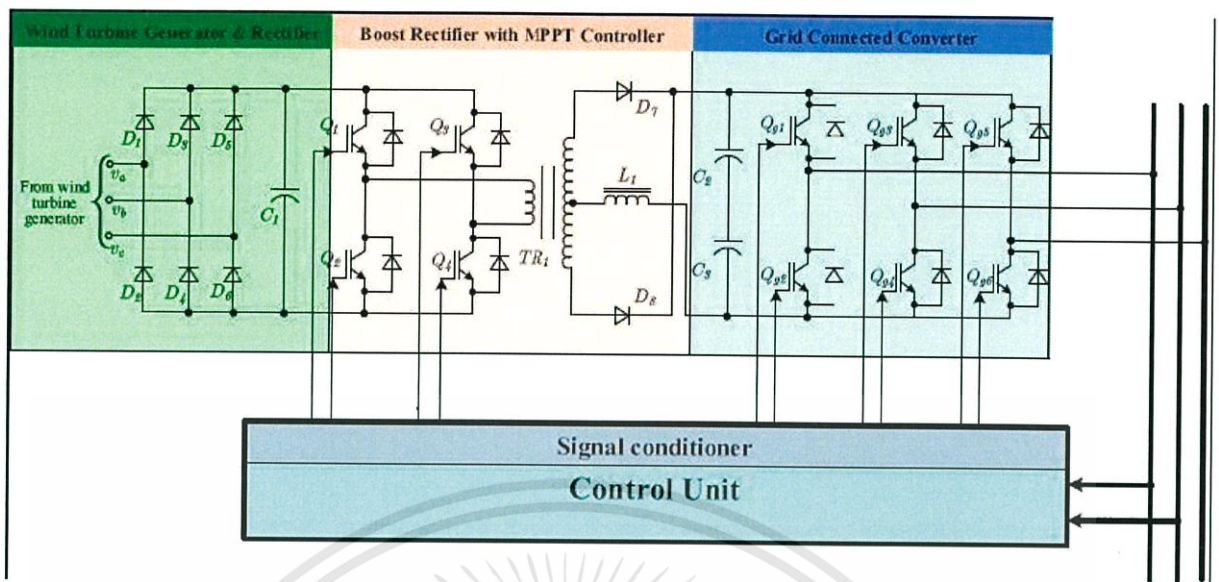 Wind Turbine Generator & Rectifier
Boost Rectifier with MPPT Controller
Grid Connected Converter
D1
D3
D5
va
From wind
turbine
generator
vb
vc
D2
D4
D6
C1
Q1
Q3
Q2
Q4
TR1
D7
L1
D8
C2
C3
Qg1
Qg3
Qg5
Qg2
Qg4
Qg6
Signal conditioner
Control Unit